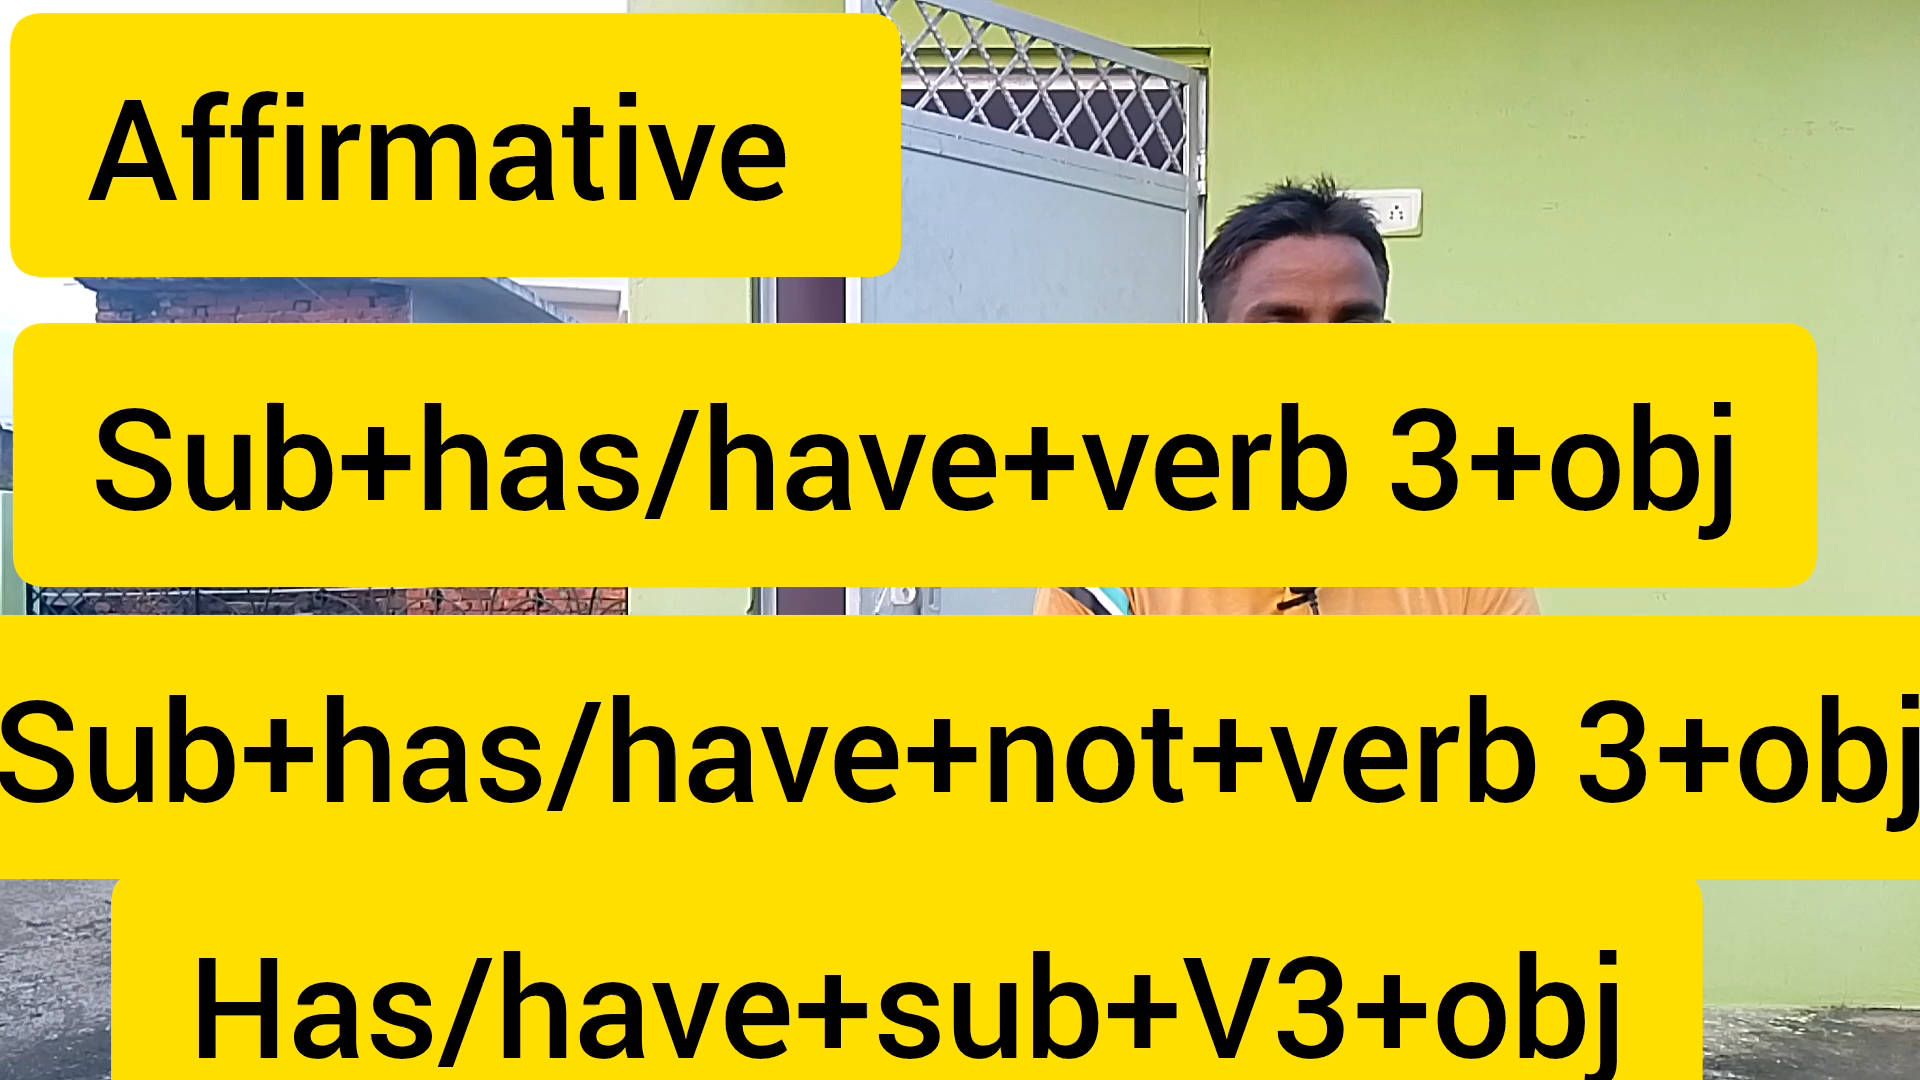 Affirmative
Sub+has/have+verb 3+obj
Sub+has/have+not+verb 3+obj
Has/have+sub+V3+obj